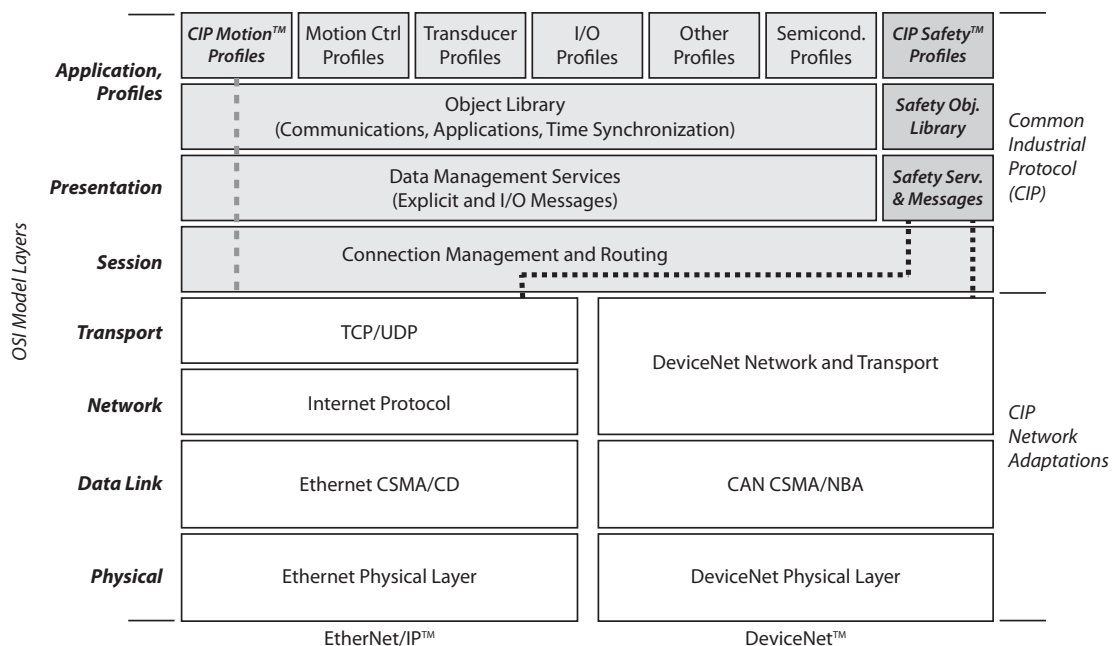 CIP Motion™
Profiles
Motion Ctrl
Profiles
Transducer
Profiles
I/O
Profiles
Other
Profiles
Semicond.
Profiles
CIP Safety™
Profiles
Application,
Profiles
Object Library
(Communications, Applications, Time Synchronization)
Safety Obj.
Library
Common
Industrial
Protocol
(CIP)
Presentation
Data Management Services
(Explicit and I/O Messages)
Safety Serv.
& Messages
Session
Connection Management and Routing
OSI Model Layers
Transport
TCP/UDP
DeviceNet Network and Transport
Network
Internet Protocol
CIP
Network
Adaptations
Data Link
Ethernet CSMA/CD
CAN CSMA/NBA
Physical
Ethernet Physical Layer
DeviceNet Physical Layer
EtherNet/IP™
DeviceNet™